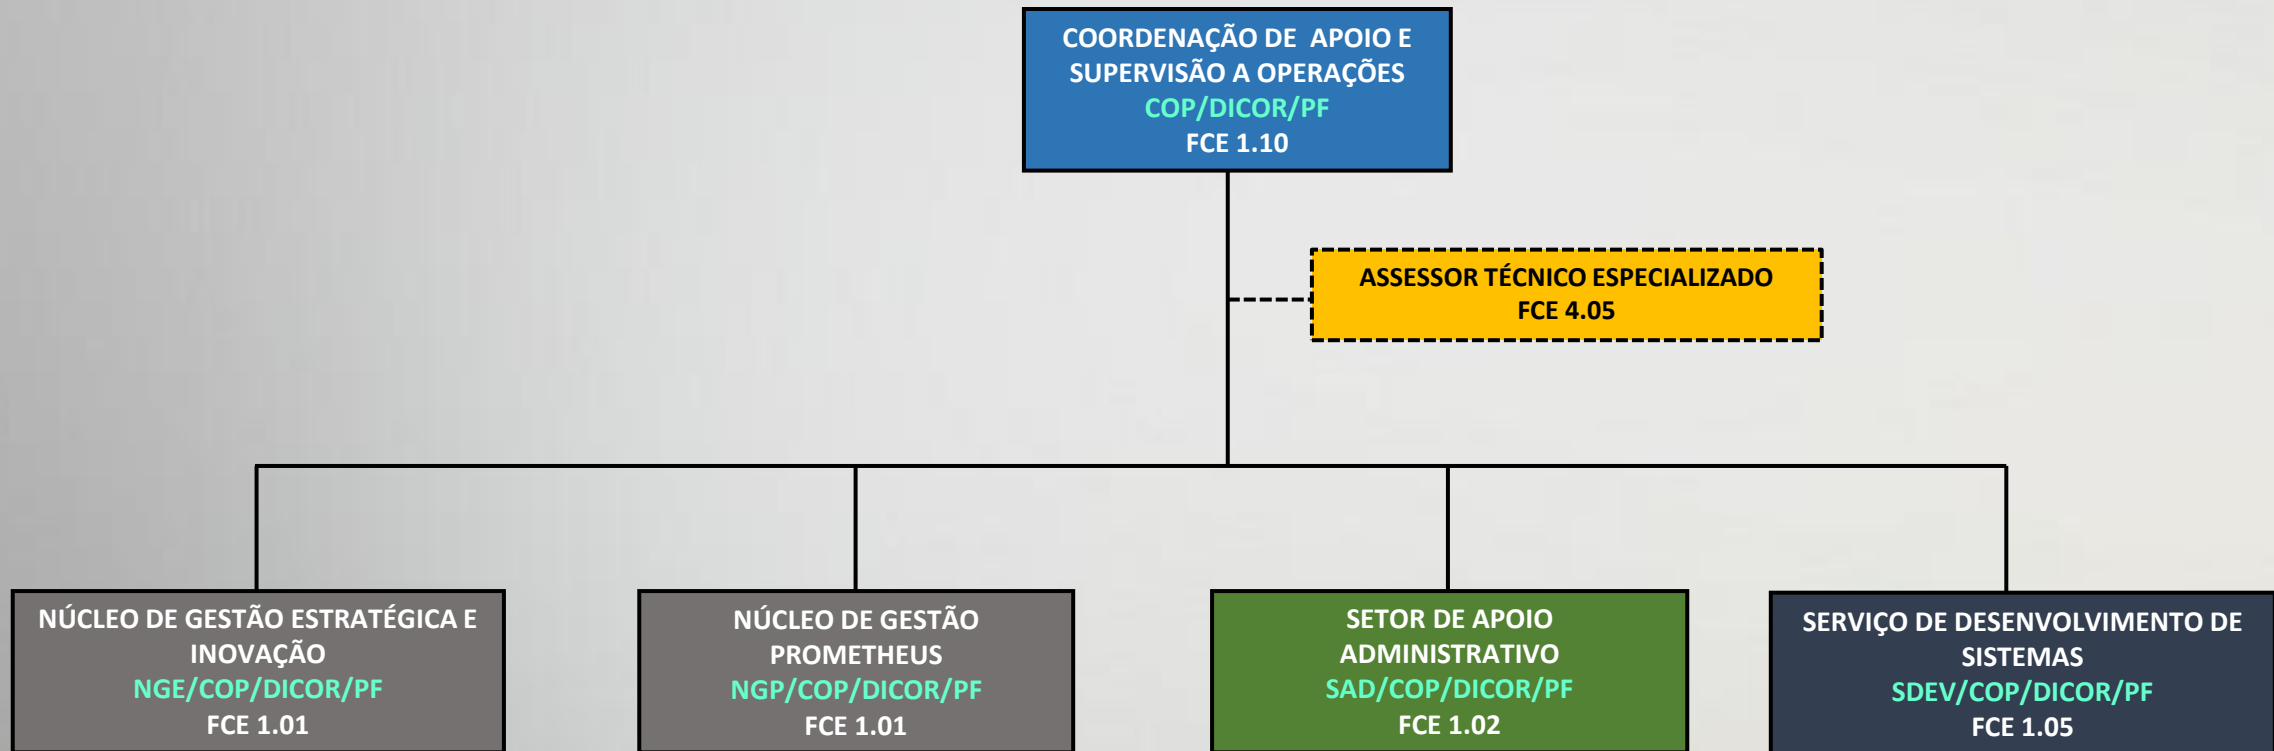 COORDENAÇÃO DE APOIO E
SUPERVISÃO A OPERAÇÕES
COP/DICOR/PF
FCE 1.10
ASSESSOR TÉCNICO ESPECIALIZADO
FCE 4.05
NÚCLEO DE GESTÃO ESTRATÉGICA E
INOVAÇÃO
NGE/COP/DICOR/PF
FCE 1.01
NÚCLEO DE GESTÃO
PROMETHEUS
NGP/COP/DICOR/PF
FCE 1.01
SETOR DE APOIO
ADMINISTRATIVO
SAD/COP/DICOR/PF
FCE 1.02
SERVIÇO DE DESENVOLVIMENTO DE
SISTEMAS
SDEV/COP/DICOR/PF
FCE 1.05